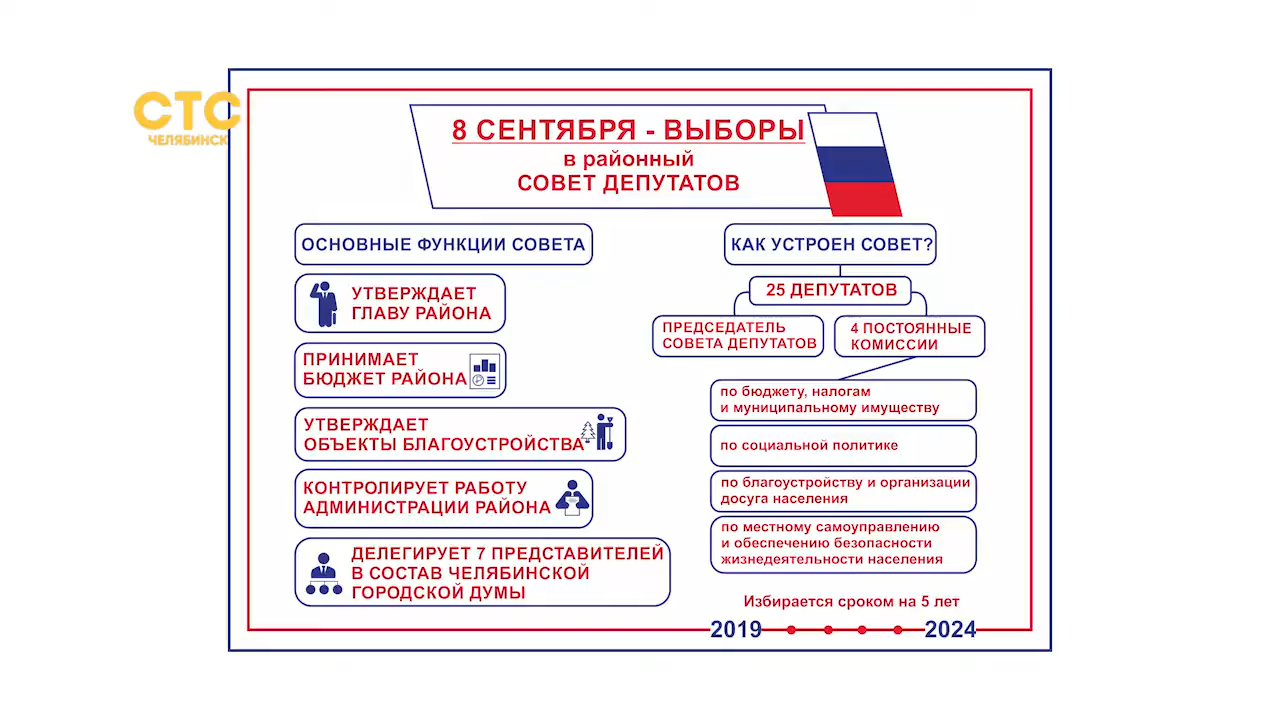 СТС
ЧЕЛЯБИНСК
8 СЕНТЯБРЯ - ВЫБОРЫ
в районный
СОВЕТ ДЕПУТАТОВ
ОСНОВНЫЕ ФУНКЦИИ СОВЕТА
УТВЕРЖДАЕТ
ГЛАВУ РАЙОНА
ПРИНИМАЕТ
БЮДЖЕТ РАЙОНА
УТВЕРЖДАЕТ
ОБЪЕКТЫ БЛАГОУСТРОЙСТВА
КОНТРОЛИРУЕТ РАБОТУ
АДМИНИСТРАЦИИ РАЙОНА
ДЕЛЕГИРУЕТ 7 ПРЕДСТАВИТЕЛЕЙ
В СОСТАВ ЧЕЛЯБИНСКОЙ
ГОРОДСКОЙ ДУМЫ
КАК УСТРОЕН СОВЕТ?
25 ДЕПУТАТОВ
ПРЕДСЕДАТЕЛЬ
СОВЕТА ДЕПУТАТОВ
4 ПОСТОЯННЫЕ
КОМИССИИ
по бюджету, налогам
и муниципальному имуществу
по социальной политике
по благоустройству и организации
досуга населения
по местному самоуправлению
и обеспечению безопасности
жизнедеятельности населения
Избирается сроком на 5 лет
2019 2024